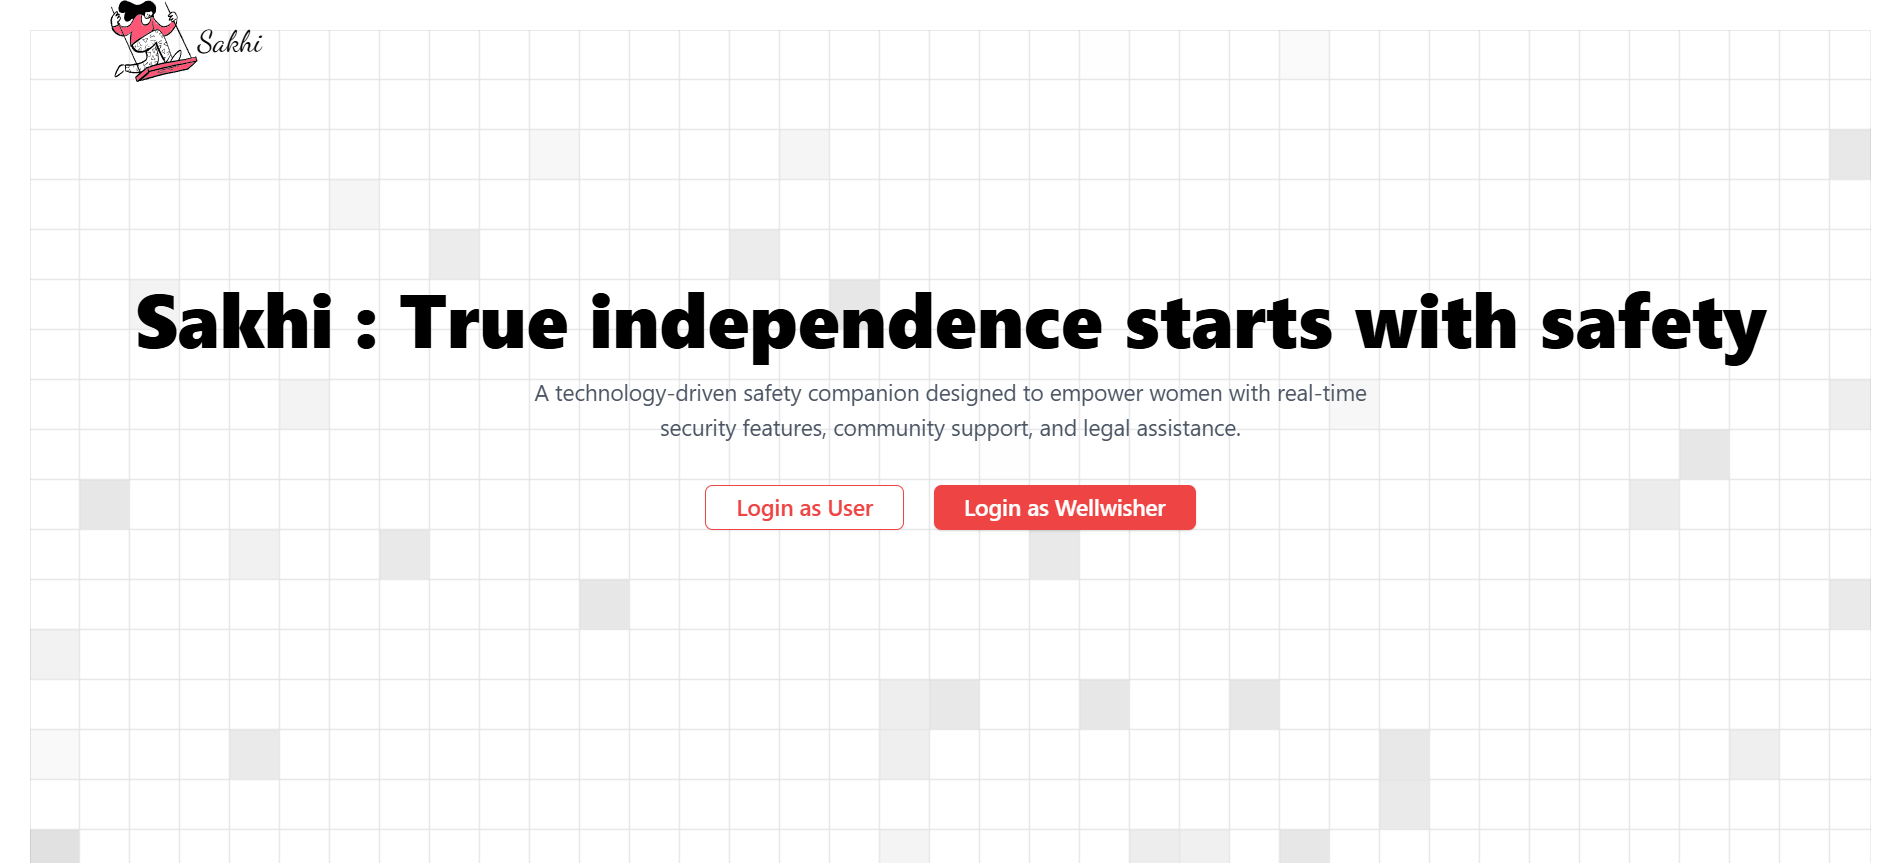 Sakhi
Sakhi : True independence starts with safety
A technology-driven safety companion designed to empower women with real-time
security features, community support, and legal assistance.
Login as User
Login as Wellwisher